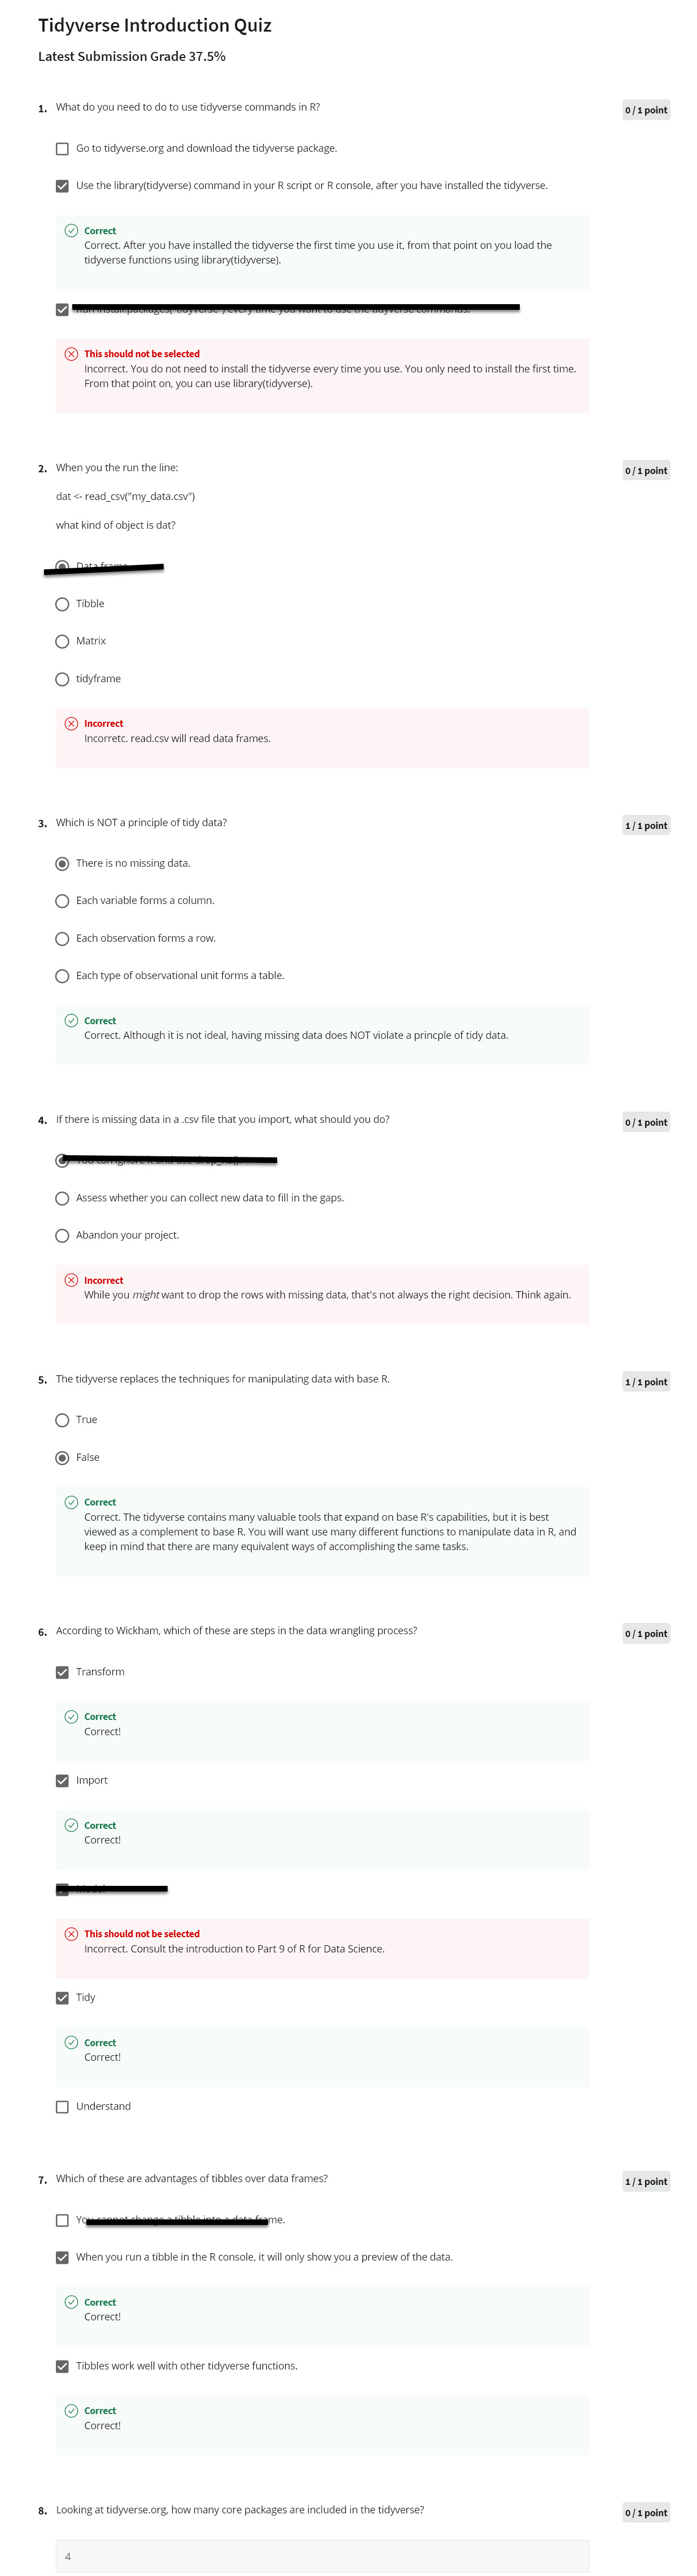 Tidyverse Introduction Quiz
Latest Submission Grade 37.5%
1. What do you need to do to use tidyverse commands in R?
0 / 1 point
Go to tidyverse.org and download the tidyverse package.
Use the library(tidyverse) command in your R script or R console, after you have installed the tidyverse.
Correct
Correct. After you have installed the tidyverse the first time you use it, from that point on you load the
tidyverse functions using library(tidyverse).
This should not be selected
Incorrect. You do not need to install the tidyverse every time you use. You only need to install the first time.
From that point on, you can use library(tidyverse).
2. When you the run the line:
0 / 1 point
dat <- read_csv("my_data.csv")
what kind of object is dat?
Data frame
Tibble
Matrix
tidyframe
Incorrect
Incorretc. read.csv will read data frames.
3. Which is NOT a principle of tidy data?
1 / 1 point
There is no missing data.
Each variable forms a column.
Each observation forms a row.
Each type of observational unit forms a table.
Correct
Correct. Although it is not ideal, having missing data does NOT violate a princple of tidy data.
4. If there is missing data in a .csv file that you import, what should you do?
0 / 1 point
Assess whether you can collect new data to fill in the gaps.
Abandon your project.
Incorrect
While you might want to drop the rows with missing data, that's not always the right decision. Think again.
5. The tidyverse replaces the techniques for manipulating data with base R.
1 / 1 point
True
False
Correct
Correct. The tidyverse contains many valuable tools that expand on base R's capabilities, but it is best
viewed as a complement to base R. You will want use many different functions to manipulate data in R, and
keep in mind that there are many equivalent ways of accomplishing the same tasks.
6. According to Wickham, which of these are steps in the data wrangling process?
0 / 1 point
Transform
Correct
Correct!
Import
Correct
Correct!
This should not be selected
Incorrect. Consult the introduction to Part 9 of R for Data Science.
Tidy
Correct
Correct!
Understand
7. Which of these are advantages of tibbles over data frames?
1 / 1 point
You cannot change a tibble into a data frame.
When you run a tibble in the R console, it will only show you a preview of the data.
Correct
Correct!
Tibbles work well with other tidyverse functions.
Correct
Correct!
8. Looking at tidyverse.org, how many core packages are included in the tidyverse?
0 / 1 point
4